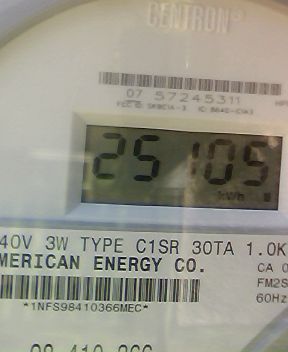 CENTRON®
07 57245311
25105
kWh
40V 3W TYPE C1SR 30TA 1.0K
MERICAN ENERGY CO.
CA 0
FM2S
60Hz
*1NFS98410366MEC*